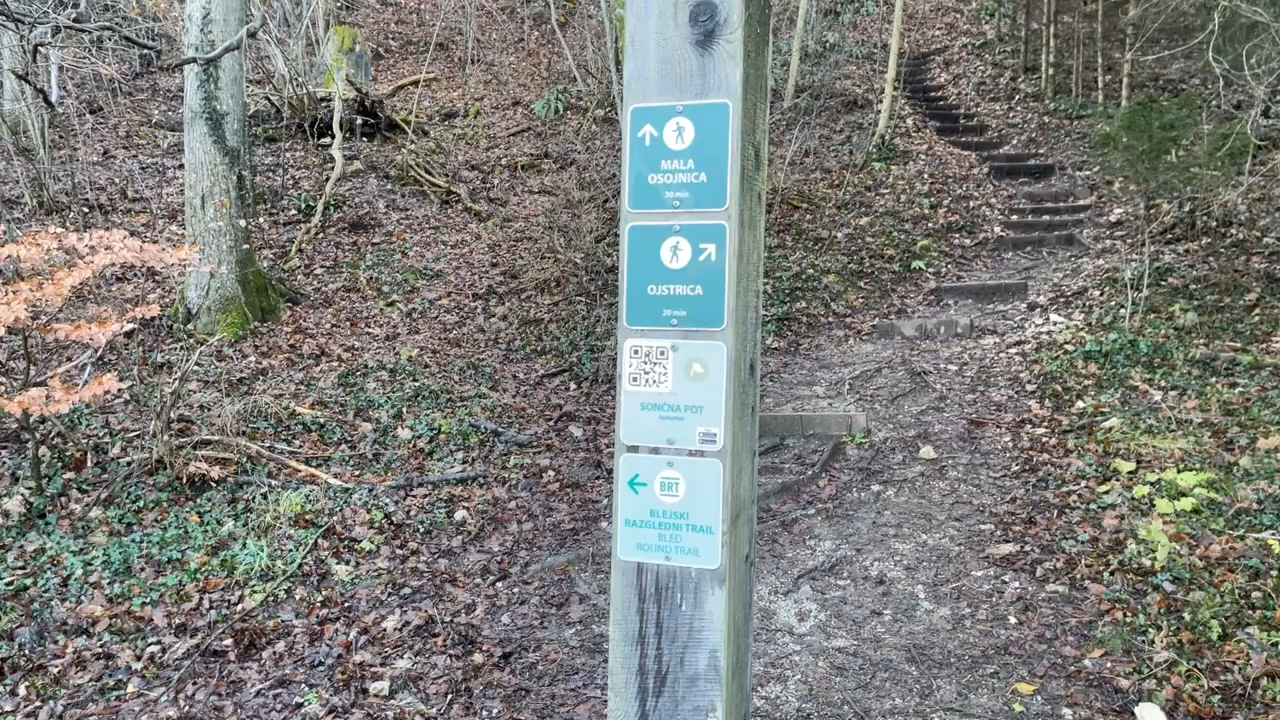 MALA
OSOJNICA
30 min
OJSTRICA
20 min
SONČNA POT
BRT
BLEJSKI
RAZGLEDNI TRAIL
BLED
ROUND TRAIL